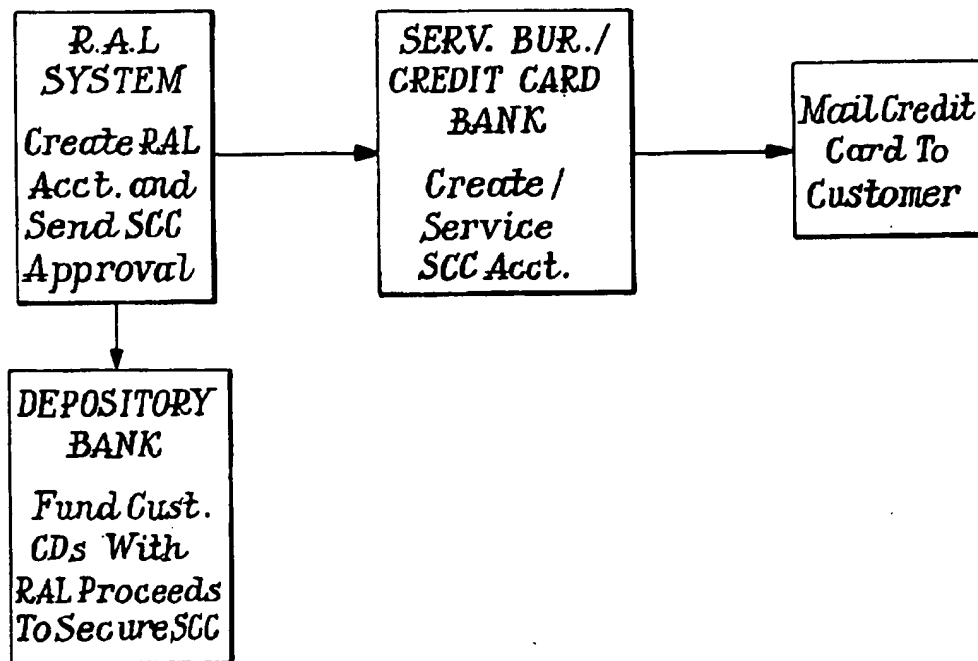 R.A.L
SYSTEM
Create RAL
Acct. and
Send SCC
Approval
SERV. BUR./
CREDIT CARD
BANK
Create /
Service
SCC Acct.
Mail Credit
Card To
Customer
DEPOSITORY
BANK
Fund Cust.
CDs With
RAL Proceeds
To Secure SCC